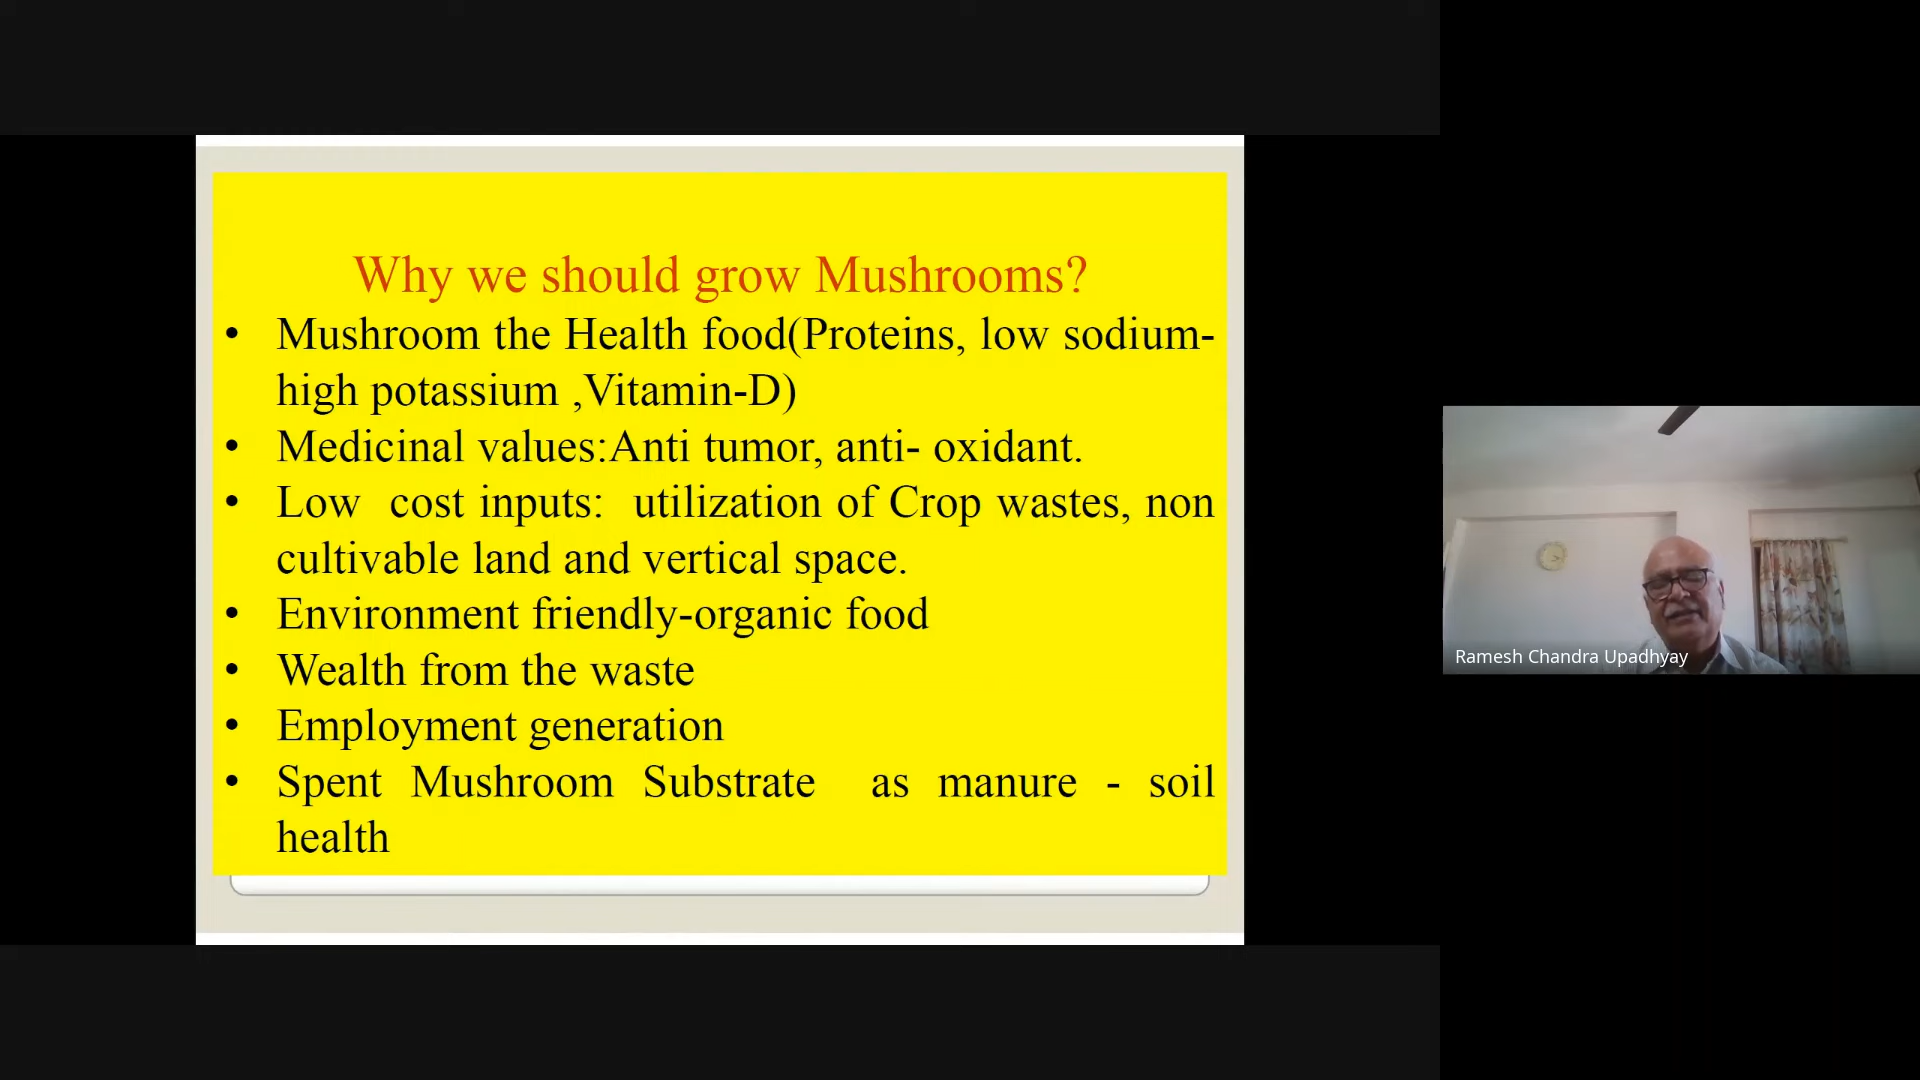 Why we should grow Mushrooms?
• Mushroom the Health food(Proteins, low sodium-
high potassium ,Vitamin-D)
• Medicinal values:Anti tumor, anti- oxidant.
• Low cost inputs: utilization of Crop wastes, non
cultivable land and vertical space.
• Environment friendly-organic food
• Wealth from the waste
• Employment generation
• Spent Mushroom Substrate as manure - soil
health
Ramesh Chandra Upadhyay